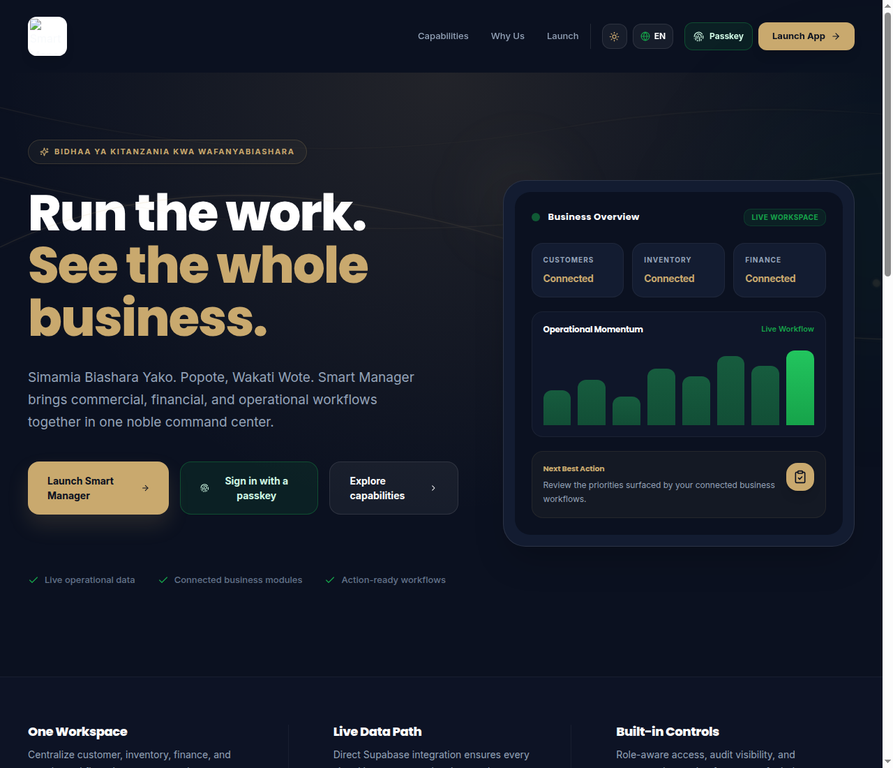 Capabilities
Why Us
Launch
EN
Passkey
Launch App
BIDHAA YA KITANZANIA KWA WAFANYABIASHARA
Run the work.
See the whole
business.
Simamia Biashara Yako. Popote, Wakati Wote. Smart Manager
brings commercial, financial, and operational workflows
together in one noble command center.
Launch Smart
Manager
Sign in with a
passkey
Explore
capabilities
Live operational data
Connected business modules
Action-ready workflows
Business Overview
LIVE WORKSPACE
CUSTOMERS
Connected
INVENTORY
Connected
FINANCE
Connected
Operational Momentum
Live Workflow
Next Best Action
Review the priorities surfaced by your connected business
workflows.
One Workspace
Centralize customer, inventory, finance, and
Live Data Path
Direct Supabase integration ensures every
Built-in Controls
Role-aware access, audit visibility, and